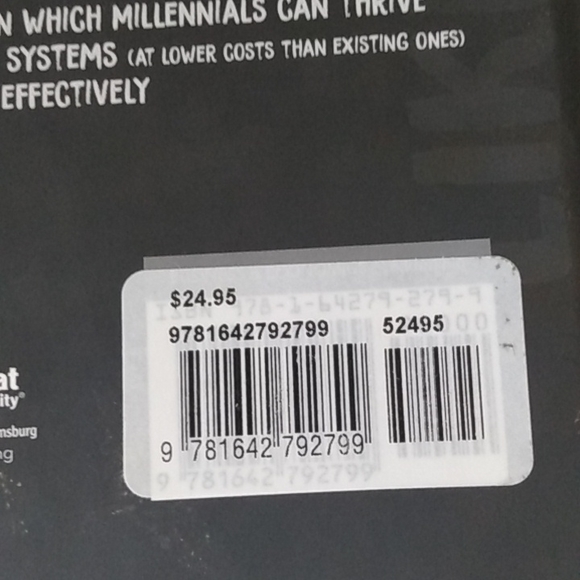 N WHICH MILLENNIALS CAN THRIVE
SYSTEMS (AT LOWER COSTS THAN EXISTING ONES)
EFFECTIVELY
$24.95
ISBN 978-1-64279-279-9
9781642792799
52495
9 781642 792799
9 781642 792799
at
ity®
nsburg
ng